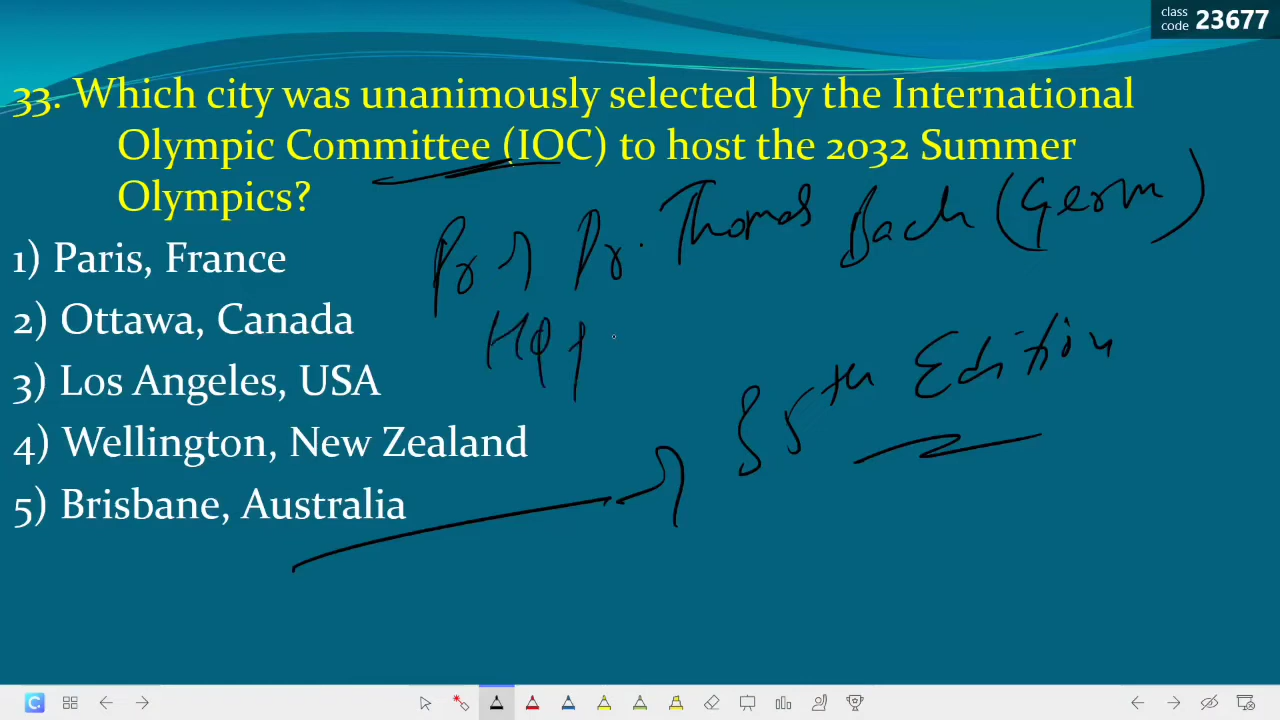 class code 23677
33. Which city was unanimously selected by the International
Olympic Committee (IOC) to host the 2032 Summer
Olympics?
Thomas Bach (Germ)
1) Paris, France
2) Ottawa, Canada
3) Los Angeles, USA
35th Edition
4) Wellington, New Zealand
5) Brisbane, Australia